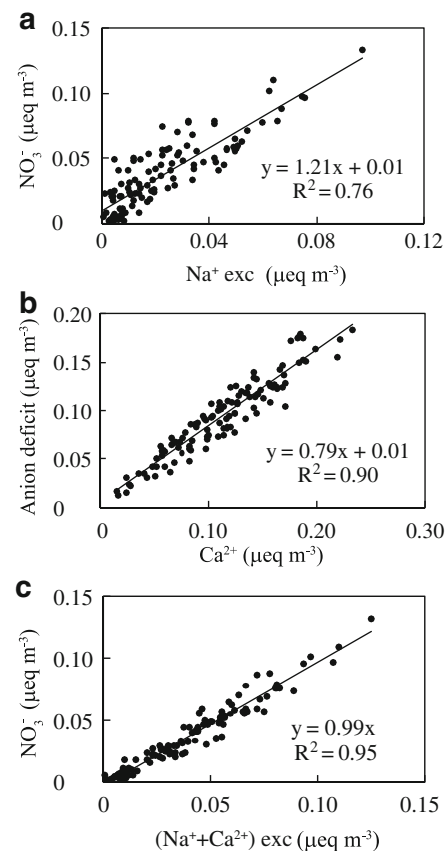 a
0.15
0.10
0.05
0
NO₃⁻ (µeq m⁻³)
y = 1.21x + 0.01
R² = 0.76
0 0.04 0.08 0.12
Na⁺ exc (µeq m⁻³)
b
0.20
0.15
0.10
0.05
0
Anion deficit (µeq m⁻³)
y = 0.79x + 0.01
R² = 0.90
0 0.10 0.20 0.30
Ca²⁺ (µeq m⁻³)
c
0.15
0.10
0.05
0
NO₃⁻ (µeq m⁻³)
y = 0.99x
R² = 0.95
0 0.05 0.10 0.15
(Na⁺+Ca²⁺) exc (µeq m⁻³)